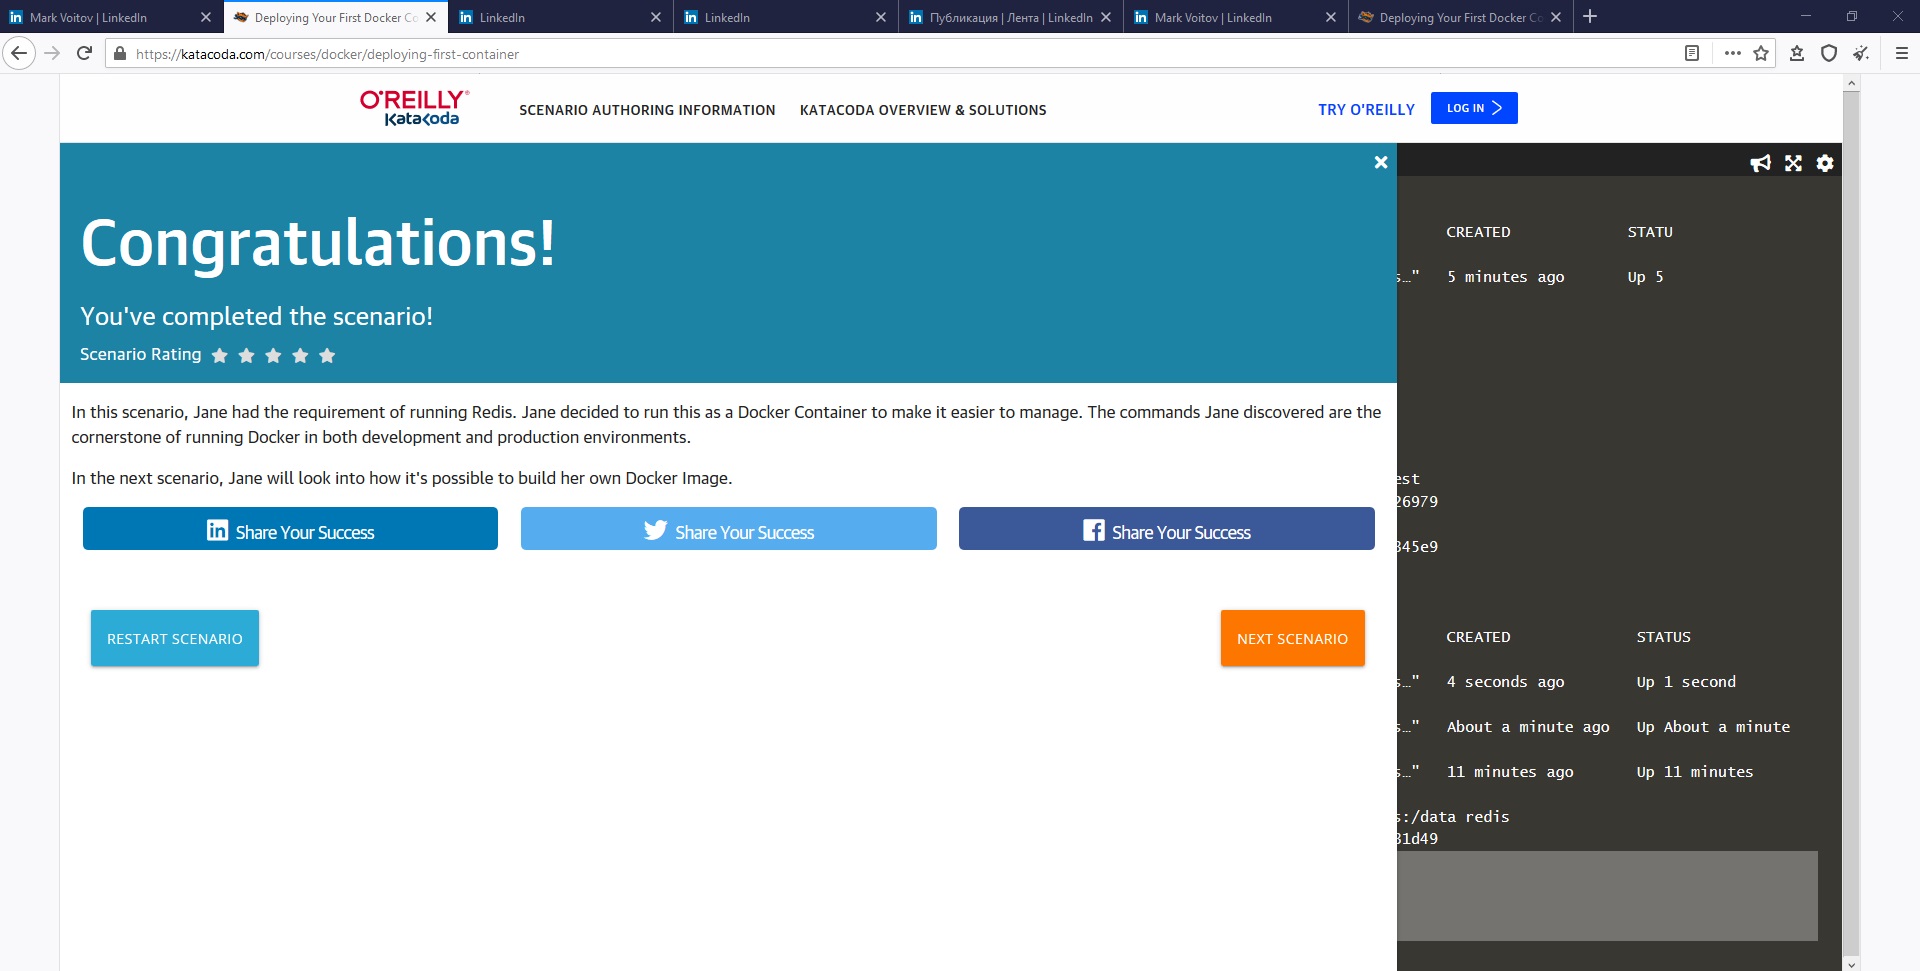 Mark Voitov | LinkedIn
Deploying Your First Docker Co
LinkedIn
LinkedIn
Публикация | Лента | LinkedIn
Mark Voitov | LinkedIn
Deploying Your First Docker Co
https://katacoda.com/courses/docker/deploying-first-container
O'REILLY®
KataKoda
SCENARIO AUTHORING INFORMATION
KATACODA OVERVIEW & SOLUTIONS
TRY O'REILLY
LOG IN
Congratulations!
You've completed the scenario!
Scenario Rating
In this scenario, Jane had the requirement of running Redis. Jane decided to run this as a Docker Container to make it easier to manage. The commands Jane discovered are the
cornerstone of running Docker in both development and production environments.
In the next scenario, Jane will look into how it's possible to build her own Docker Image.
in Share Your Success
Share Your Success
f Share Your Success
RESTART SCENARIO
NEXT SCENARIO
CREATED STATU
s…" 5 minutes ago Up 5
est
26979
345e9
CREATED STATUS
s…" 4 seconds ago Up 1 second
s…" About a minute ago Up About a minute
s…" 11 minutes ago Up 11 minutes
s:/data redis
31d49